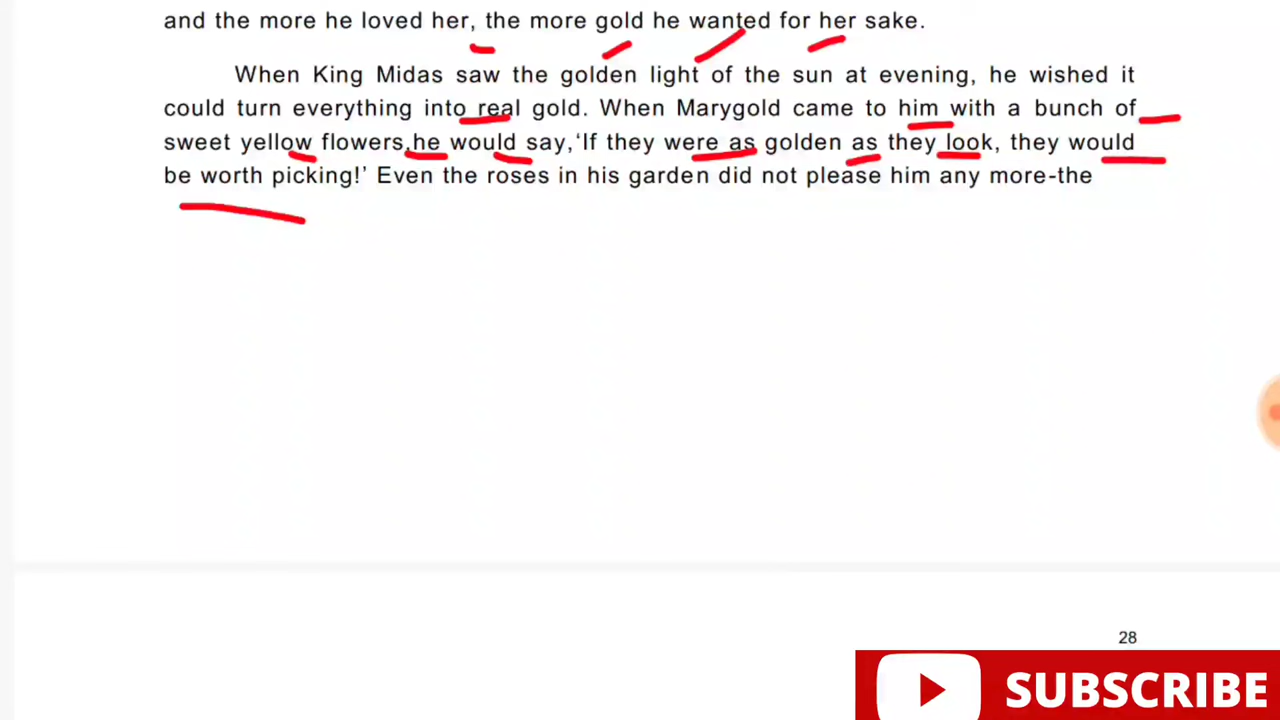 and the more he loved her, the more gold he wanted for her sake.
When King Midas saw the golden light of the sun at evening, he wished it
could turn everything into real gold. When Marygold came to him with a bunch of
sweet yellow flowers,he would say,‘If they were as golden as they look, they would
be worth picking!’ Even the roses in his garden did not please him any more-the
28
SUBSCRIBE